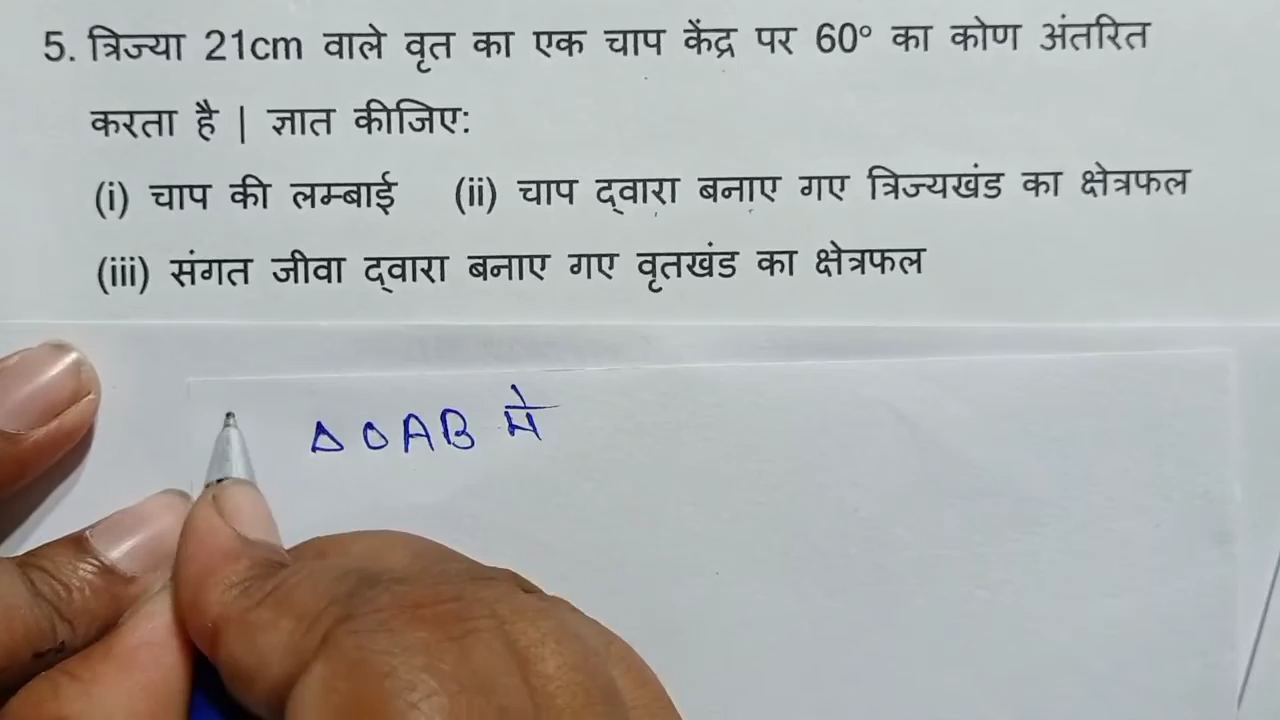 5. त्रिज्या 21cm वाले वृत का एक चाप केंद्र पर 60° का कोण अंतरित
करता है | ज्ञात कीजिए:
(i) चाप की लम्बाई (ii) चाप द्वारा बनाए गए त्रिज्यखंड का क्षेत्रफल
(iii) संगत जीवा द्वारा बनाए गए वृतखंड का क्षेत्रफल
Δ OAB में